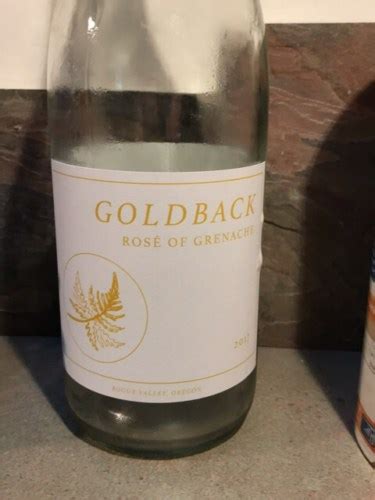 GOLDBACK
ROSÉ OF GRENACHE
2017
ROGUE VALLEY, OREGON